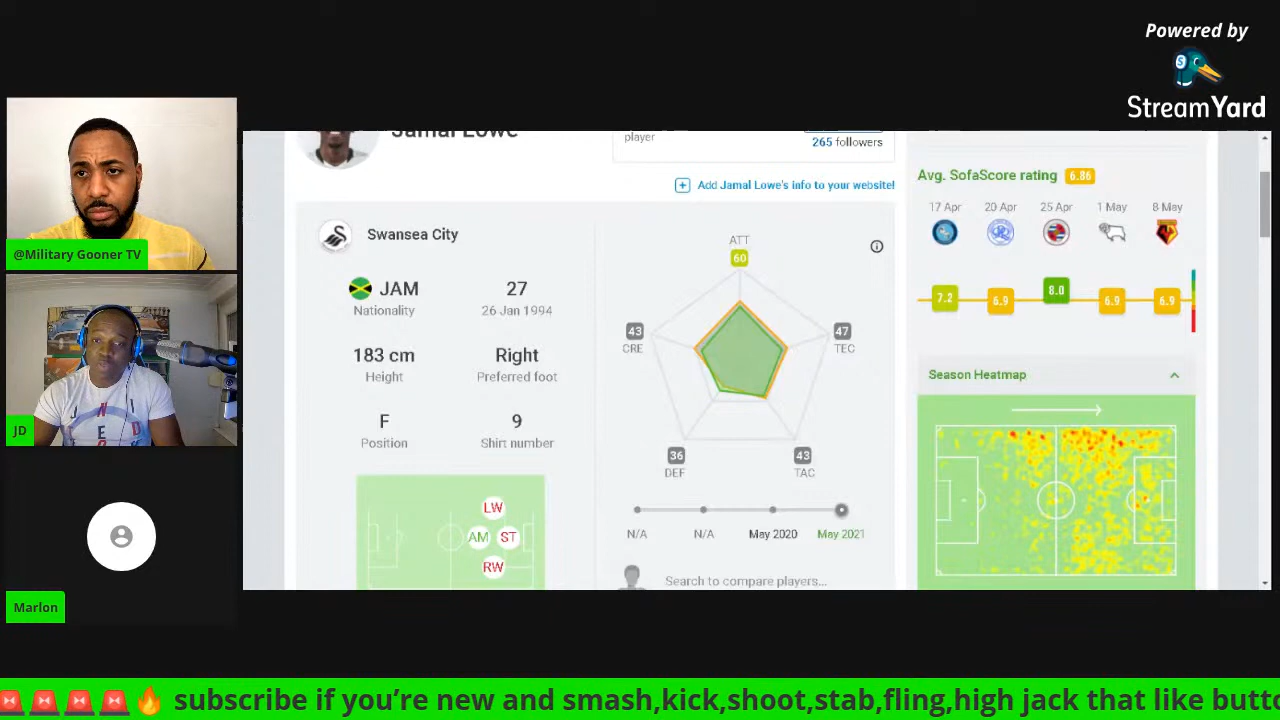 Powered by
StreamYard
@Military Gooner TV
JD
Marlon
Jamal Lowe
player
265 followers
Add Jamal Lowe's info to your website!
Swansea City
JAM
Nationality
27
26 Jan 1994
183 cm
Height
Right
Preferred foot
F
Position
9
Shirt number
LW
AM
ST
RW
ATT
60
43
CRE
47
TEC
36
DEF
43
TAC
N/A
N/A
May 2020
May 2021
Search to compare players...
Avg. SofaScore rating 6.86
17 Apr
20 Apr
25 Apr
1 May
8 May
7.2
6.9
8.0
6.9
6.9
Season Heatmap
subscribe if you’re new and smash,kick,shoot,stab,fling,high jack that like butto